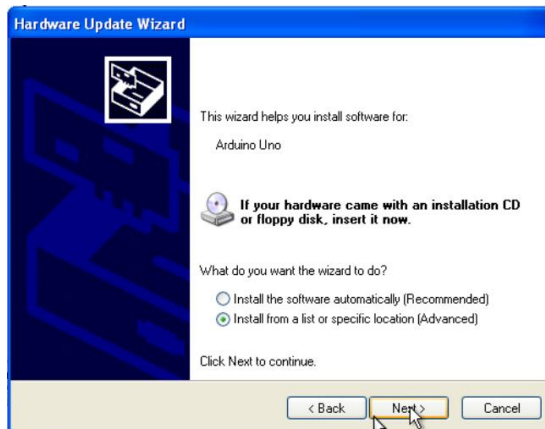 Hardware Update Wizard
This wizard helps you install software for:
Arduino Uno
If your hardware came with an installation CD
or floppy disk, insert it now.
What do you want the wizard to do?
Install the software automatically (Recommended)
Install from a list or specific location (Advanced)
Click Next to continue.
< Back Next > Cancel